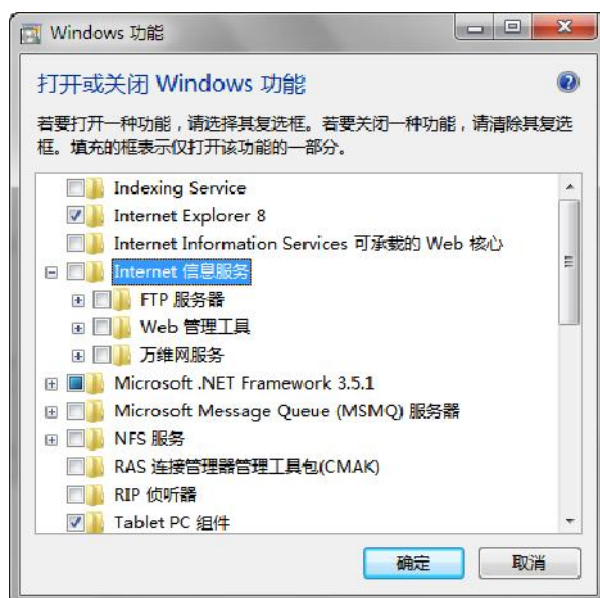 Windows 功能
打开或关闭 Windows 功能
若要打开一种功能，请选择其复选框。若要关闭一种功能，请清除其复选
框。填充的框表示仅打开该功能的一部分。
Indexing Service
Internet Explorer 8
Internet Information Services 可承载的 Web 核心
Internet 信息服务
FTP 服务器
Web 管理工具
万维网服务
Microsoft .NET Framework 3.5.1
Microsoft Message Queue (MSMQ) 服务器
NFS 服务
RAS 连接管理器管理工具包(CMAK)
RIP 侦听器
Tablet PC 组件
确定 取消